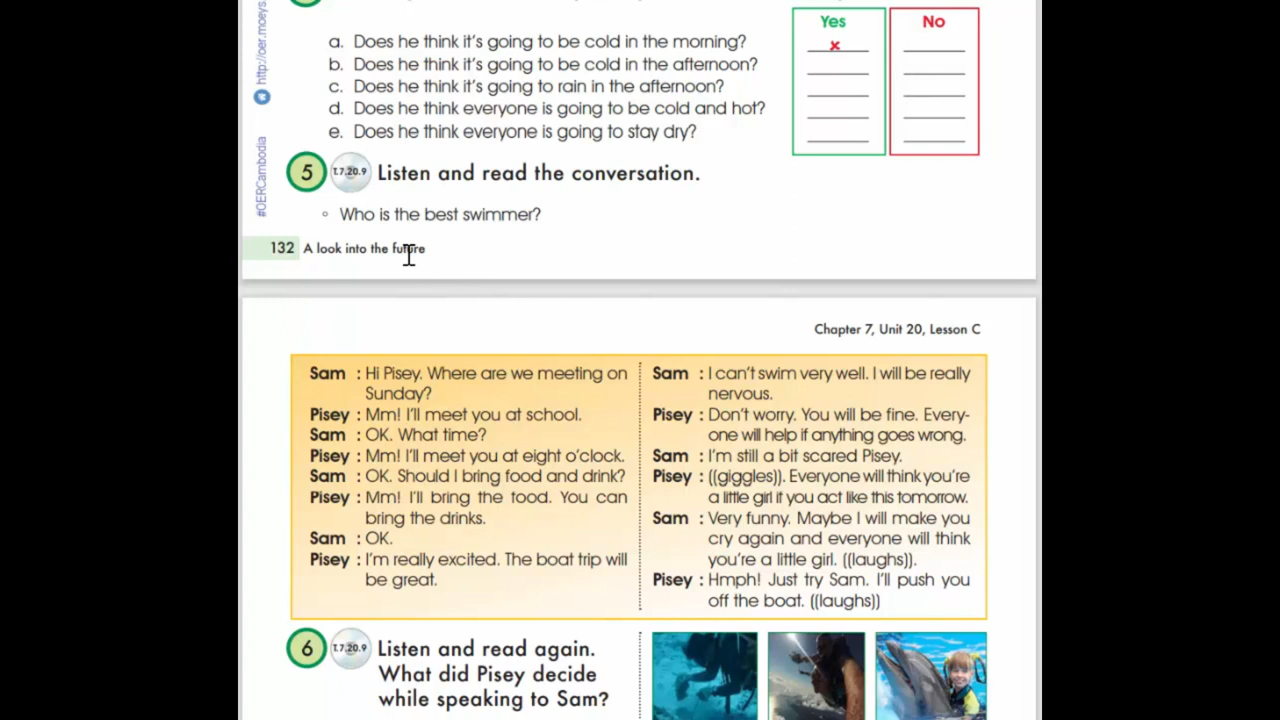 Yes No
a. Does he think it's going to be cold in the morning? x
b. Does he think it's going to be cold in the afternoon?
c. Does he think it's going to rain in the afternoon?
d. Does he think everyone is going to be cold and hot?
e. Does he think everyone is going to stay dry?
http://oer.moeys.
#OERCambodia
5 T.7.20.9 Listen and read the conversation.
Who is the best swimmer?
132 A look into the future
Chapter 7, Unit 20, Lesson C
Sam : Hi Pisey. Where are we meeting on
Sunday?
Pisey : Mm! I'll meet you at school.
Sam : OK. What time?
Pisey : Mm! I'll meet you at eight o'clock.
Sam : OK. Should I bring food and drink?
Pisey : Mm! I'll bring the food. You can
bring the drinks.
Sam : OK.
Pisey : I'm really excited. The boat trip will
be great.
Sam : I can't swim very well. I will be really
nervous.
Pisey : Don't worry. You will be fine. Every-
one will help if anything goes wrong.
Sam : I'm still a bit scared Pisey.
Pisey : ((giggles)). Everyone will think you're
a little girl if you act like this tomorrow.
Sam : Very funny. Maybe I will make you
cry again and everyone will think
you're a little girl. ((laughs)).
Pisey : Hmph! Just try Sam. I'll push you
off the boat. ((laughs))
6 T.7.20.9 Listen and read again.
What did Pisey decide
while speaking to Sam?